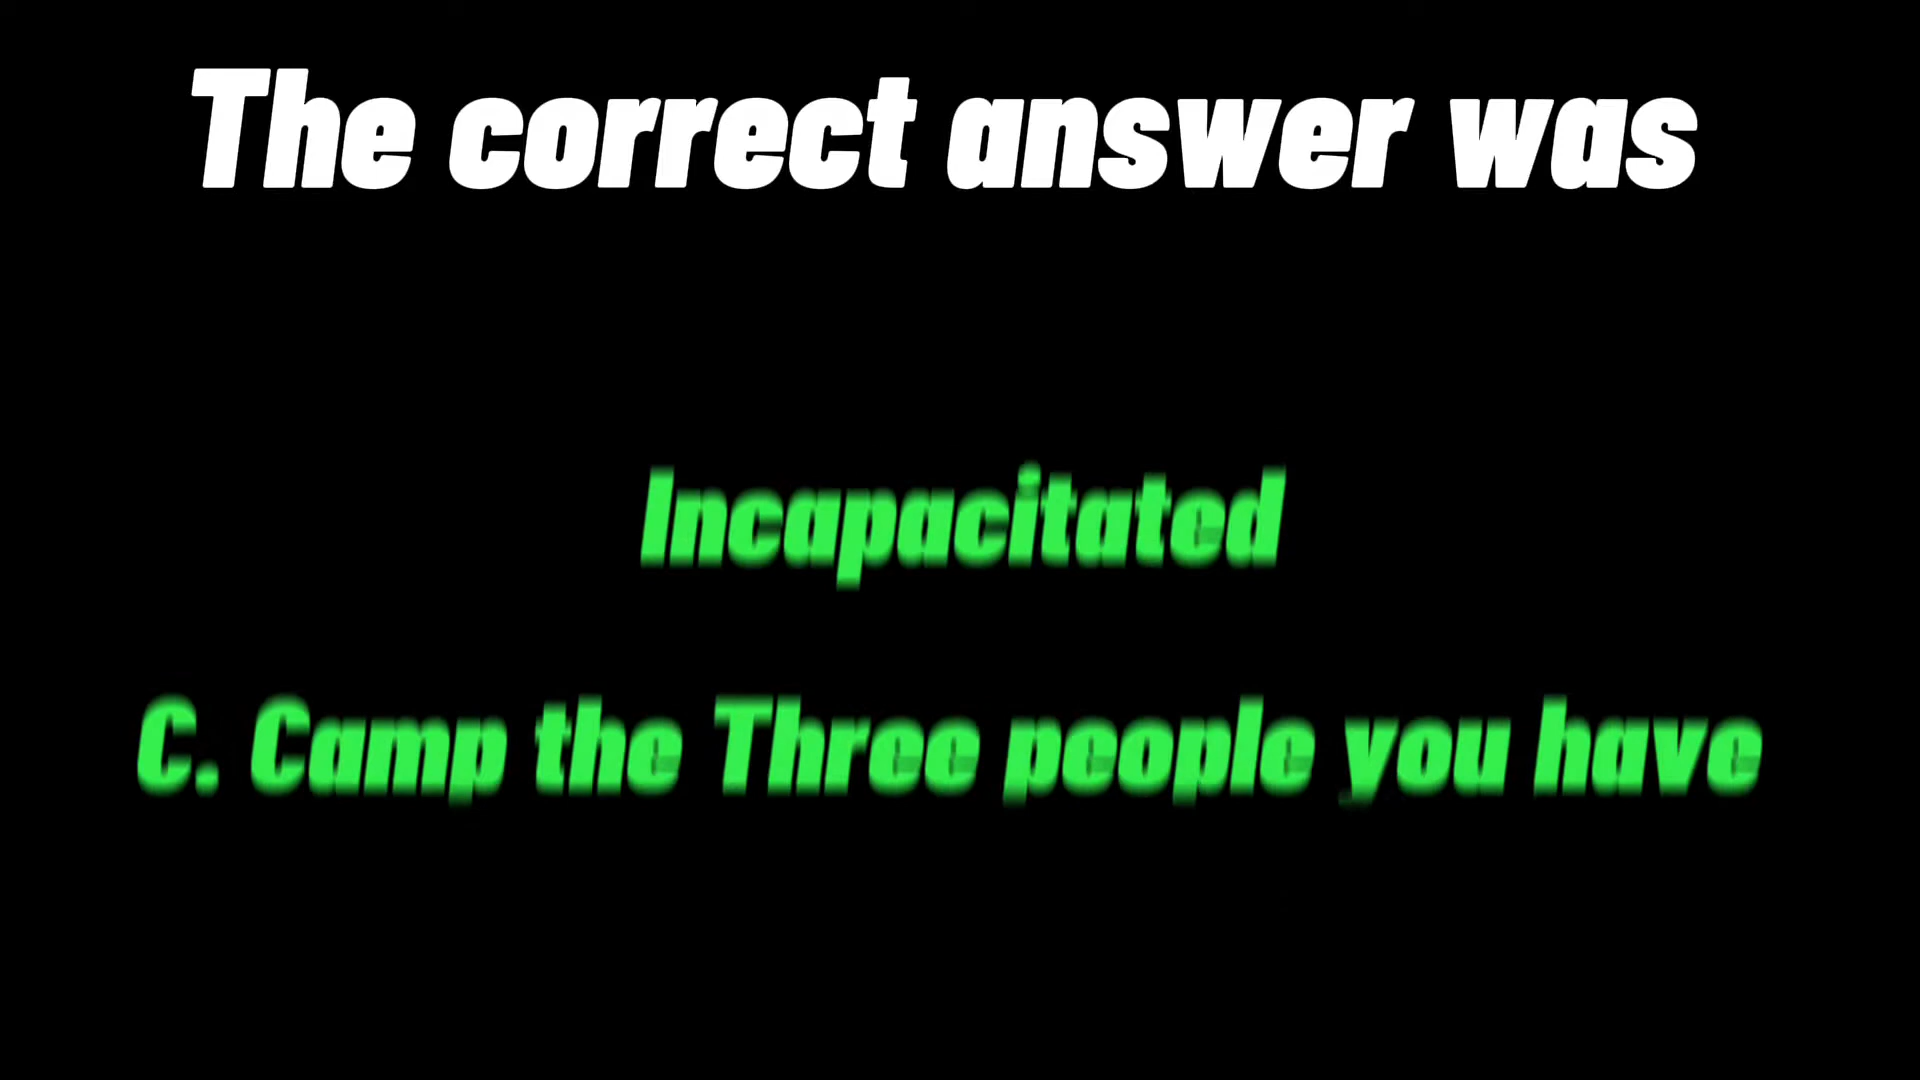 The correct answer was
Incapacitated
C. Camp the Three people you have